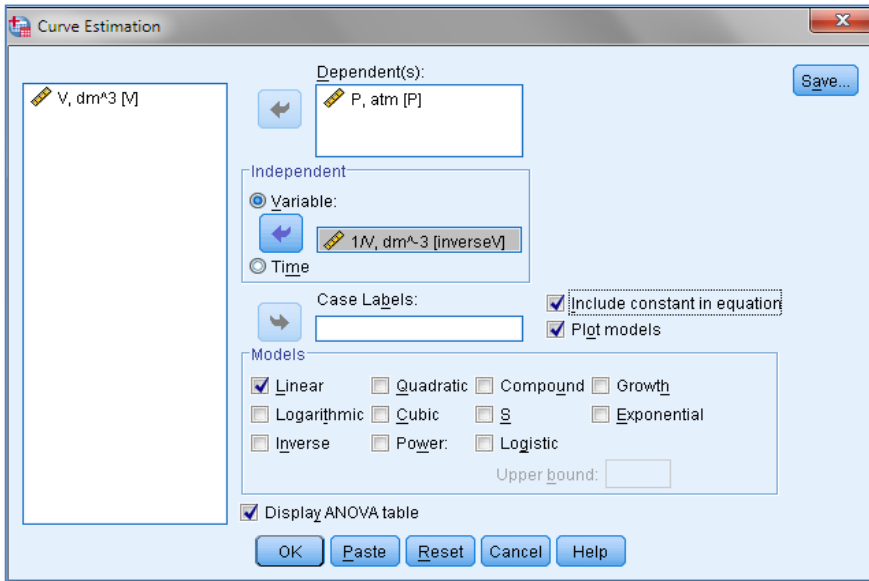 Curve Estimation
V, dm^3 [V]
Dependent(s):
P, atm [P]
Save...
Independent
Variable:
1/V, dm^-3 [inverseV]
Time
Case Labels:
Include constant in equation
Plot models
Models
Linear Quadratic Compound Growth
Logarithmic Cubic S Exponential
Inverse Power: Logistic
Upper bound:
Display ANOVA table
OK Paste Reset Cancel Help